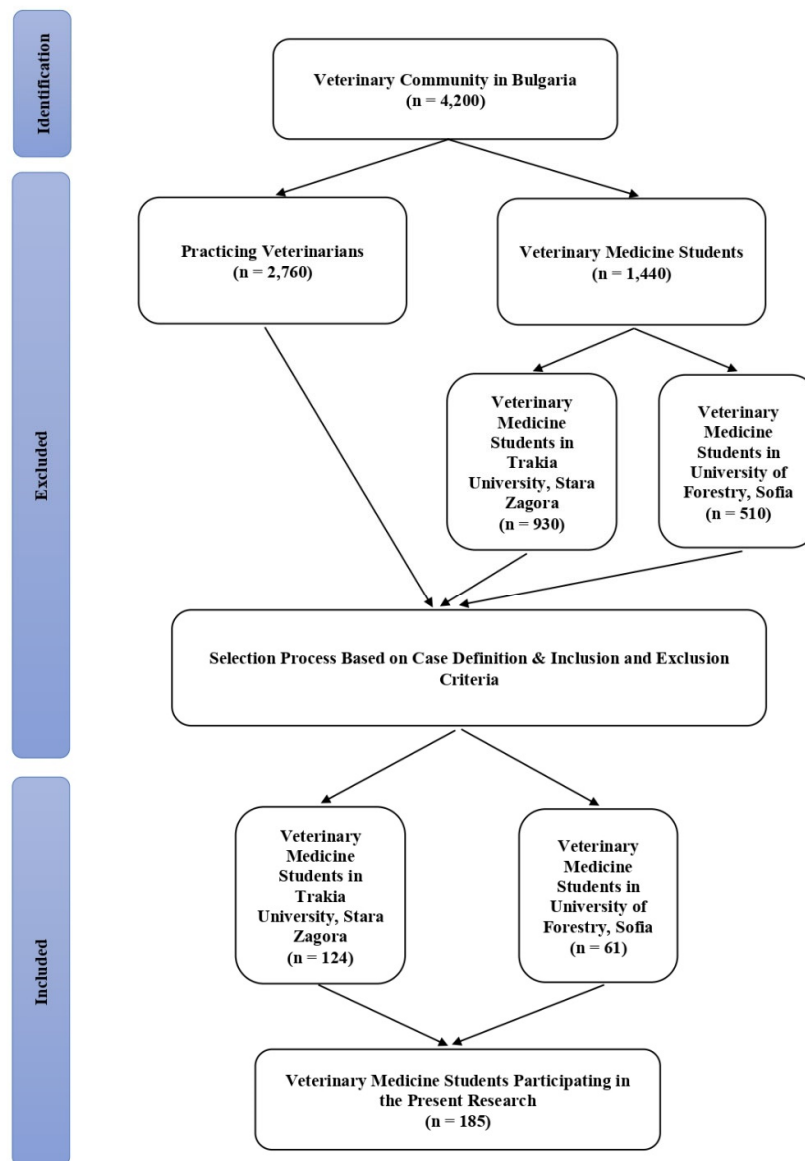 Identification
Veterinary Community in Bulgaria
(n = 4,200)
Excluded
Practicing Veterinarians
(n = 2,760)
Veterinary Medicine Students
(n = 1,440)
Veterinary
Medicine
Students in
Trakia
University, Stara
Zagora
(n = 930)
Veterinary
Medicine
Students in
University of
Forestry, Sofia
(n = 510)
Selection Process Based on Case Definition & Inclusion and Exclusion
Criteria
Included
Veterinary
Medicine
Students in
Trakia
University, Stara
Zagora
(n = 124)
Veterinary
Medicine
Students in
University of
Forestry, Sofia
(n = 61)
Veterinary Medicine Students Participating in
the Present Research
(n = 185)